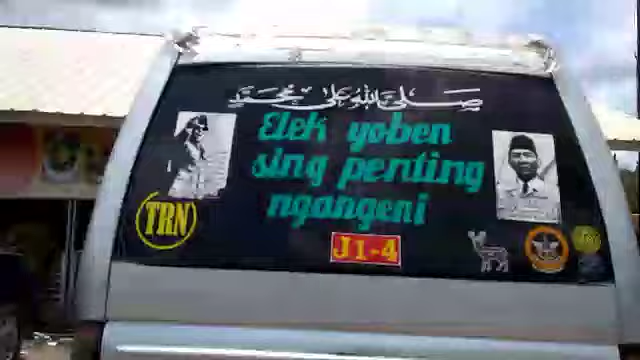 صلى الله على محمد
Elek yoben
sing penting
ngangeni
TRN
J1-4